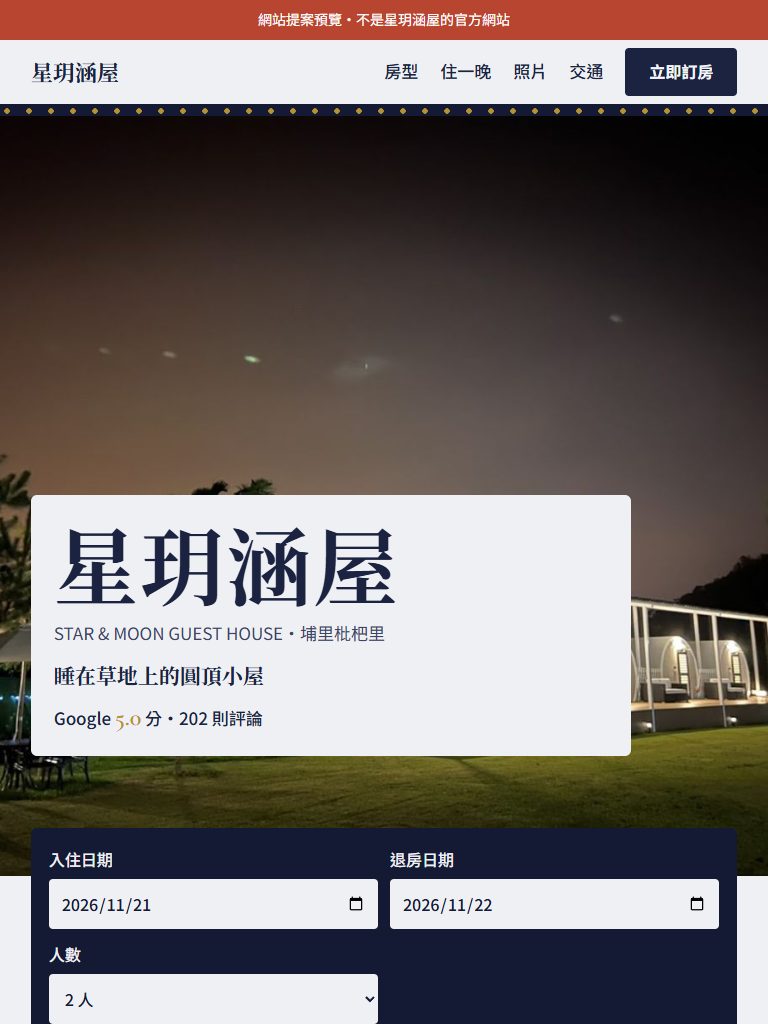 網站提案預覽・不是星玥涵屋的官方網站
星玥涵屋
房型 住一晚 照片 交通 立即訂房
星玥涵屋
STAR & MOON GUEST HOUSE・埔里枇杷里
睡在草地上的圓頂小屋
Google 5.0 分・202 則評論
入住日期 退房日期
2026/11/21 2026/11/22
人數
2 人